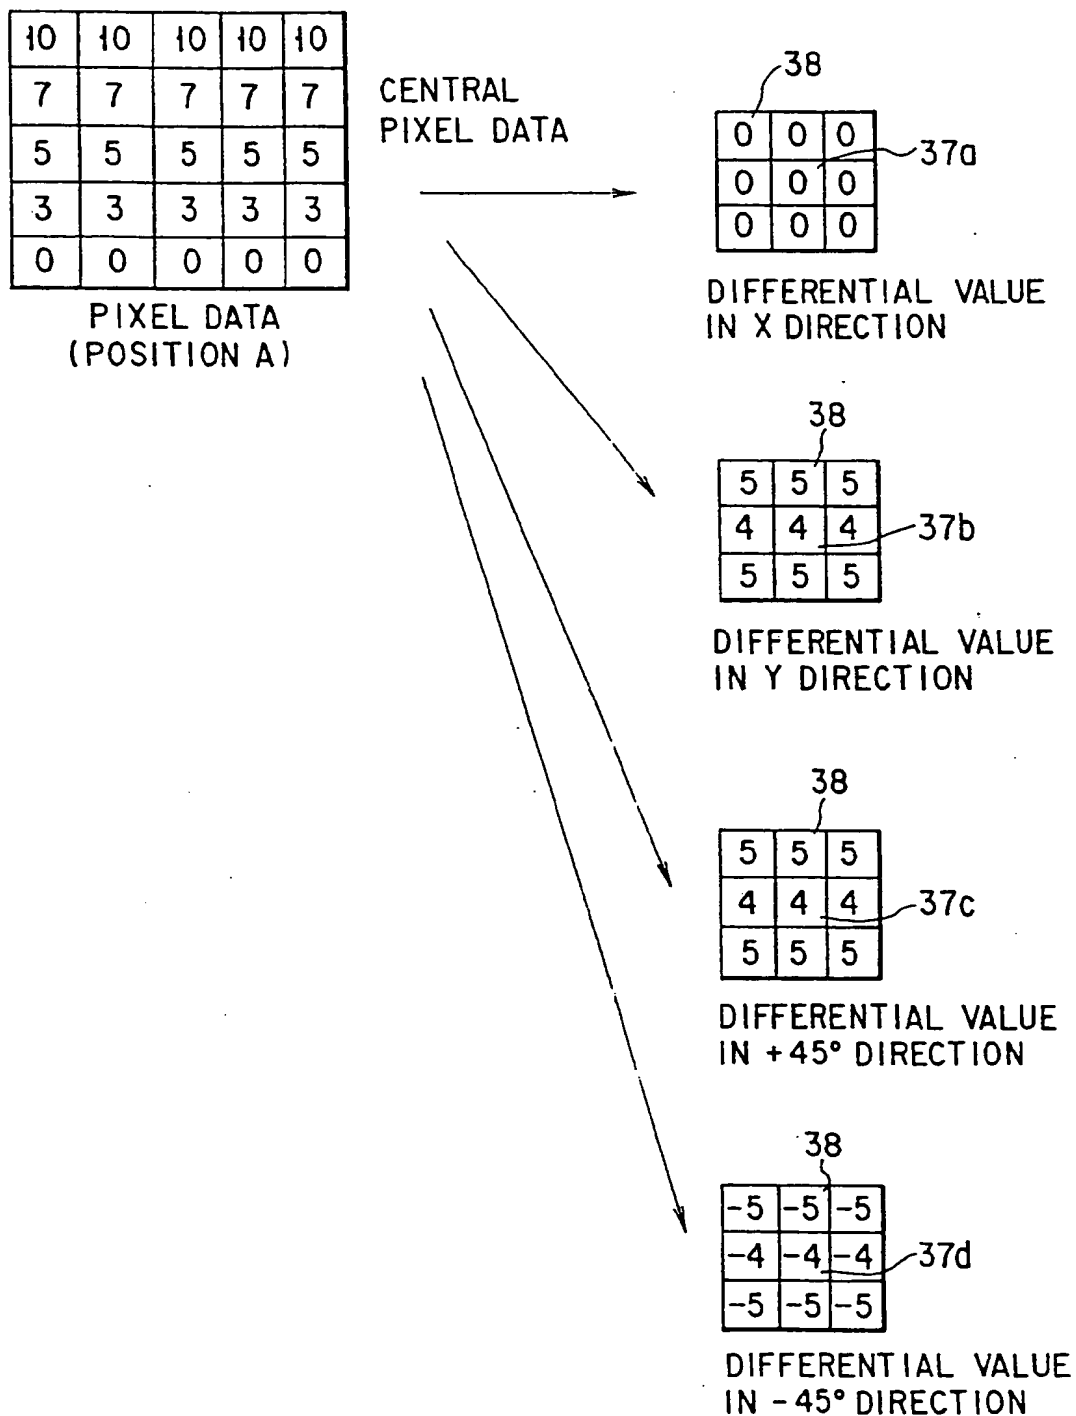 10 10 10 10 10
7 7 7 7 7
5 5 5 5 5
3 3 3 3 3
0 0 0 0 0
PIXEL DATA
(POSITION A)
CENTRAL
PIXEL DATA
38
0 0 0
0 0 0
0 0 0
37a
DIFFERENTIAL VALUE
IN X DIRECTION
38
5 5 5
4 4 4
5 5 5
37b
DIFFERENTIAL VALUE
IN Y DIRECTION
38
5 5 5
4 4 4
5 5 5
37c
DIFFERENTIAL VALUE
IN +45° DIRECTION
38
-5 -5 -5
-4 -4 -4
-5 -5 -5
37d
DIFFERENTIAL VALUE
IN -45° DIRECTION